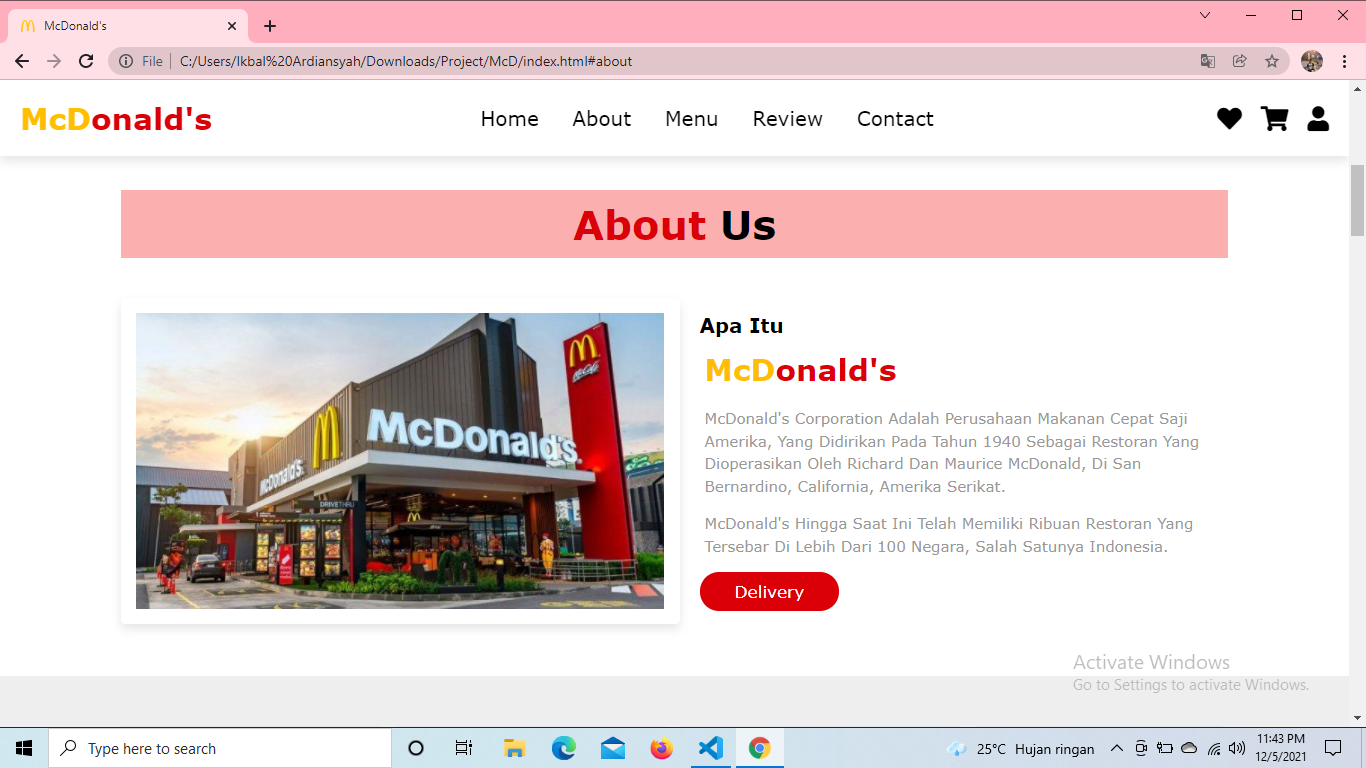 McDonald's
File
C:/Users/Ikbal%20Ardiansyah/Downloads/Project/McD/index.html#about
McDonald's
Home About Menu Review Contact
About Us
McDonald's
McCafé
McDonald's
DRIVE THRU
Apa Itu
McDonald's
McDonald's Corporation Adalah Perusahaan Makanan Cepat Saji
Amerika, Yang Didirikan Pada Tahun 1940 Sebagai Restoran Yang
Dioperasikan Oleh Richard Dan Maurice McDonald, Di San
Bernardino, California, Amerika Serikat.
McDonald's Hingga Saat Ini Telah Memiliki Ribuan Restoran Yang
Tersebar Di Lebih Dari 100 Negara, Salah Satunya Indonesia.
Delivery
Activate Windows
Go to Settings to activate Windows.
Type here to search
25°C Hujan ringan
11:43 PM
12/5/2021